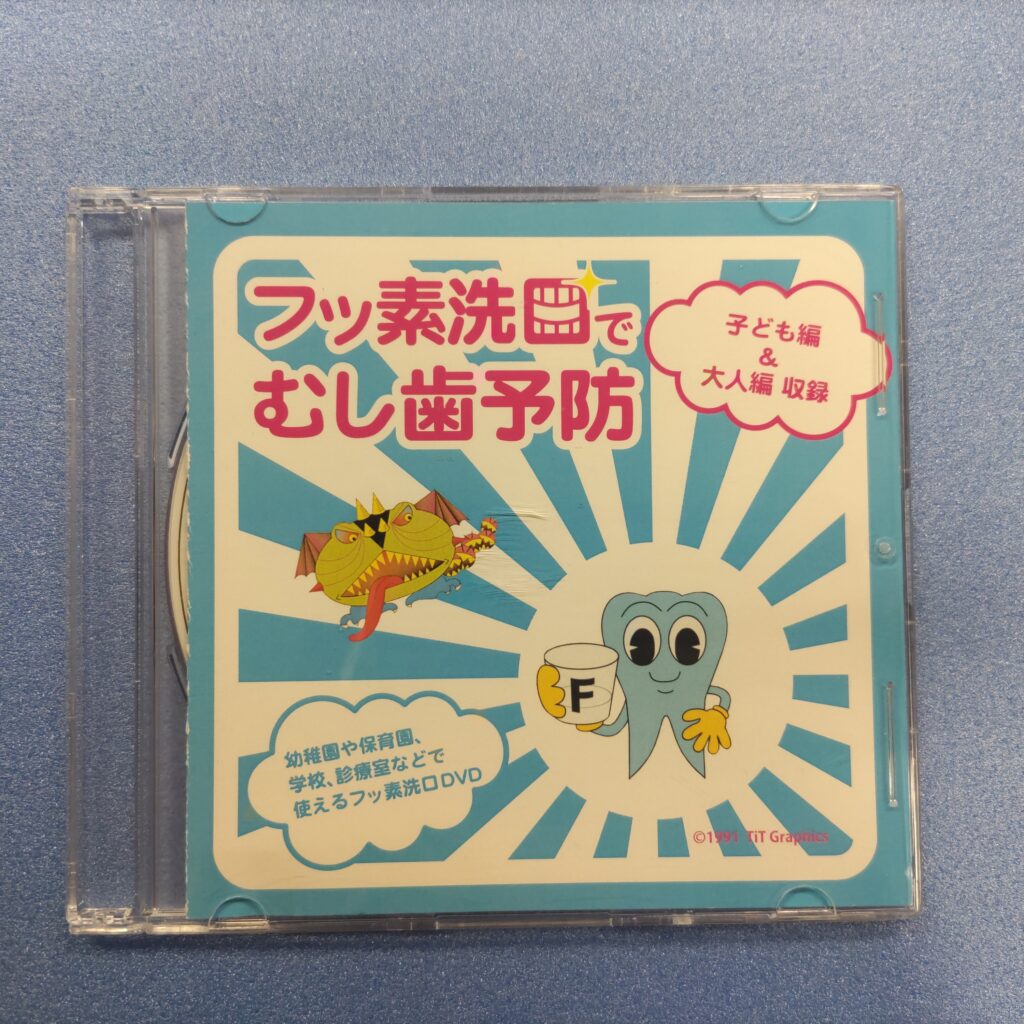 フッ素洗口で
むし歯予防
子ども編
&
大人編 収録
F
幼稚園や保育園、
学校、診療室などで
使えるフッ素洗口DVD
©1991 TiT Graphics